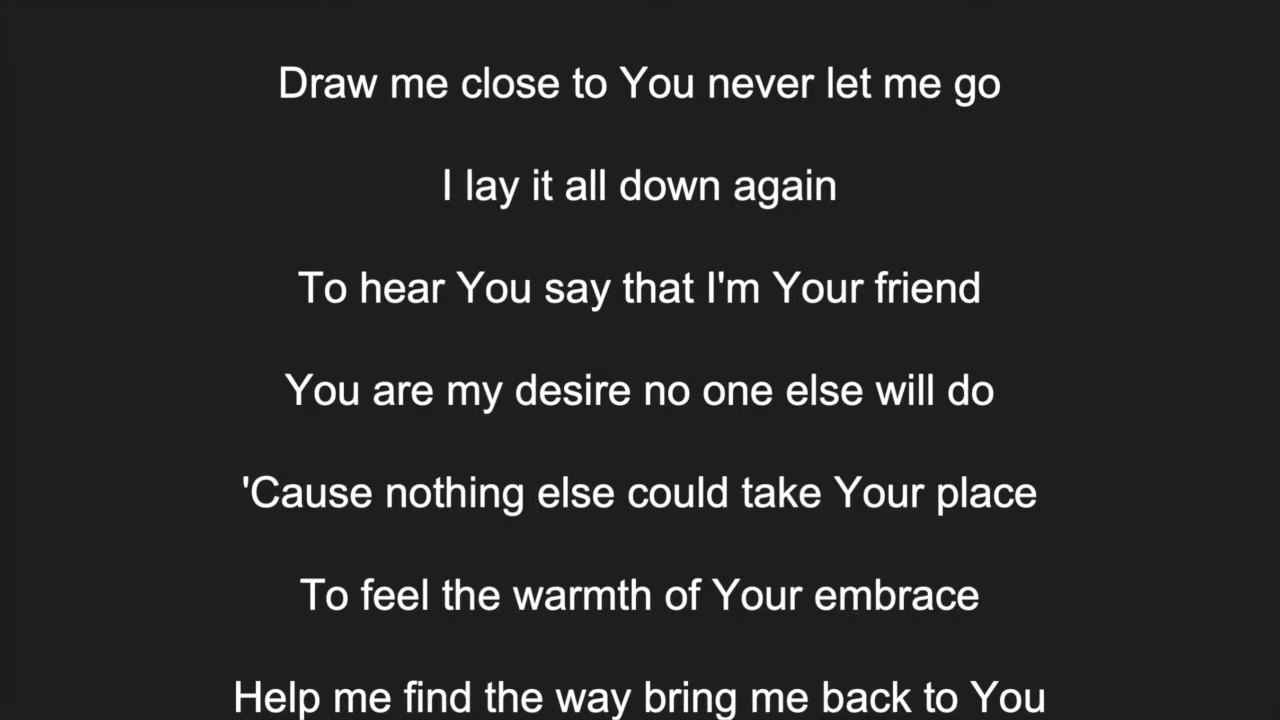 Draw me close to You never let me go
I lay it all down again
To hear You say that I'm Your friend
You are my desire no one else will do
'Cause nothing else could take Your place
To feel the warmth of Your embrace
Help me find the way bring me back to You